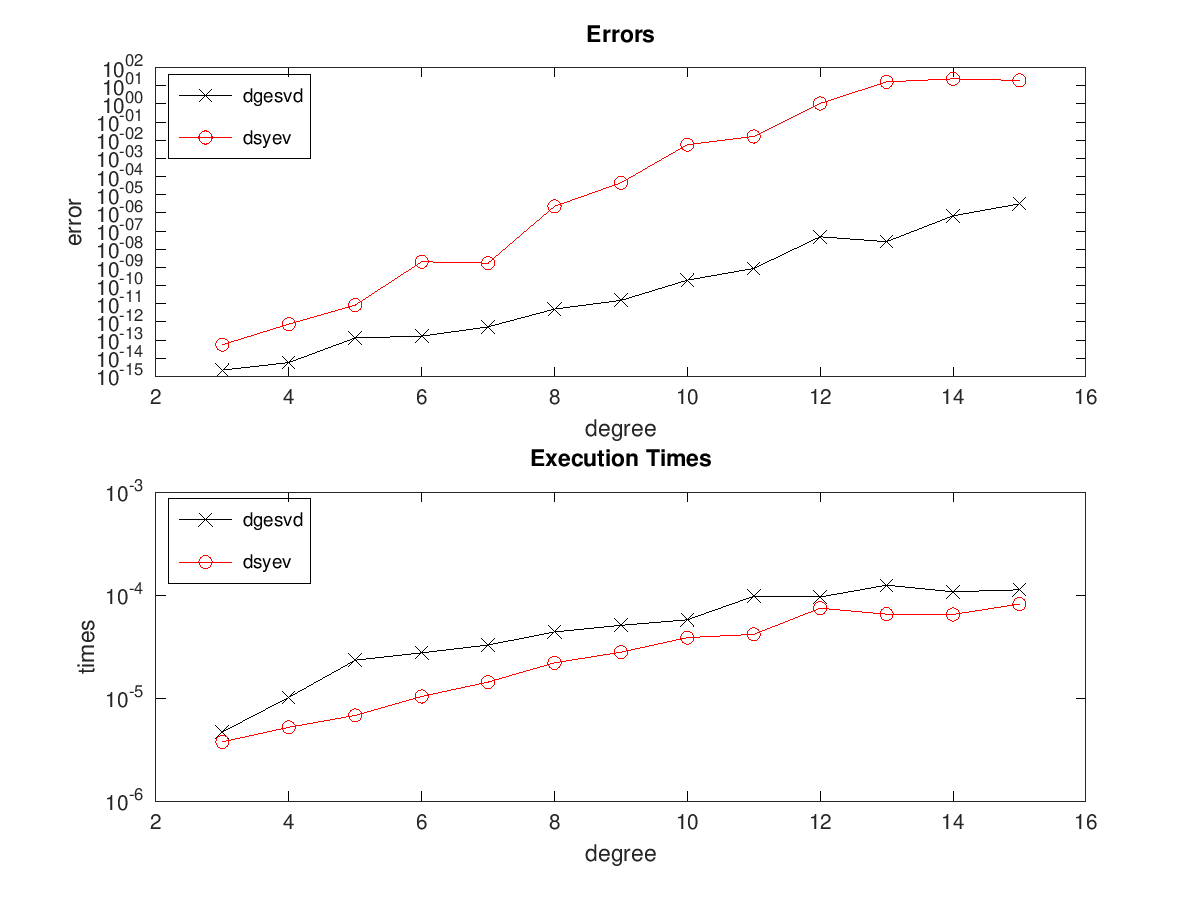 Errors
10^02
10^01
10^00
10^-01
10^-02
10^-03
10^-04
10^-05
10^-06
10^-07
10^-08
10^-09
10^-10
10^-11
10^-12
10^-13
10^-14
10^-15
error
dgesvd
dsyev
2 4 6 8 10 12 14 16
degree
Execution Times
10^-3
10^-4
10^-5
10^-6
times
dgesvd
dsyev
2 4 6 8 10 12 14 16
degree